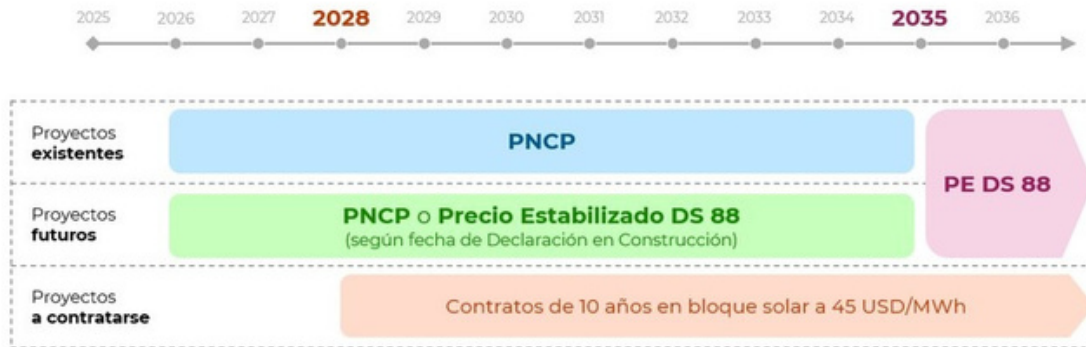 2025 2026 2027 2028 2029 2030 2031 2032 2033 2034 2035 2036
Proyectos
existentes
PNCP
PE DS 88
Proyectos
futuros
PNCP o Precio Estabilizado DS 88
(según fecha de Declaración en Construcción)
Proyectos
a contratarse
Contratos de 10 años en bloque solar a 45 USD/MWh